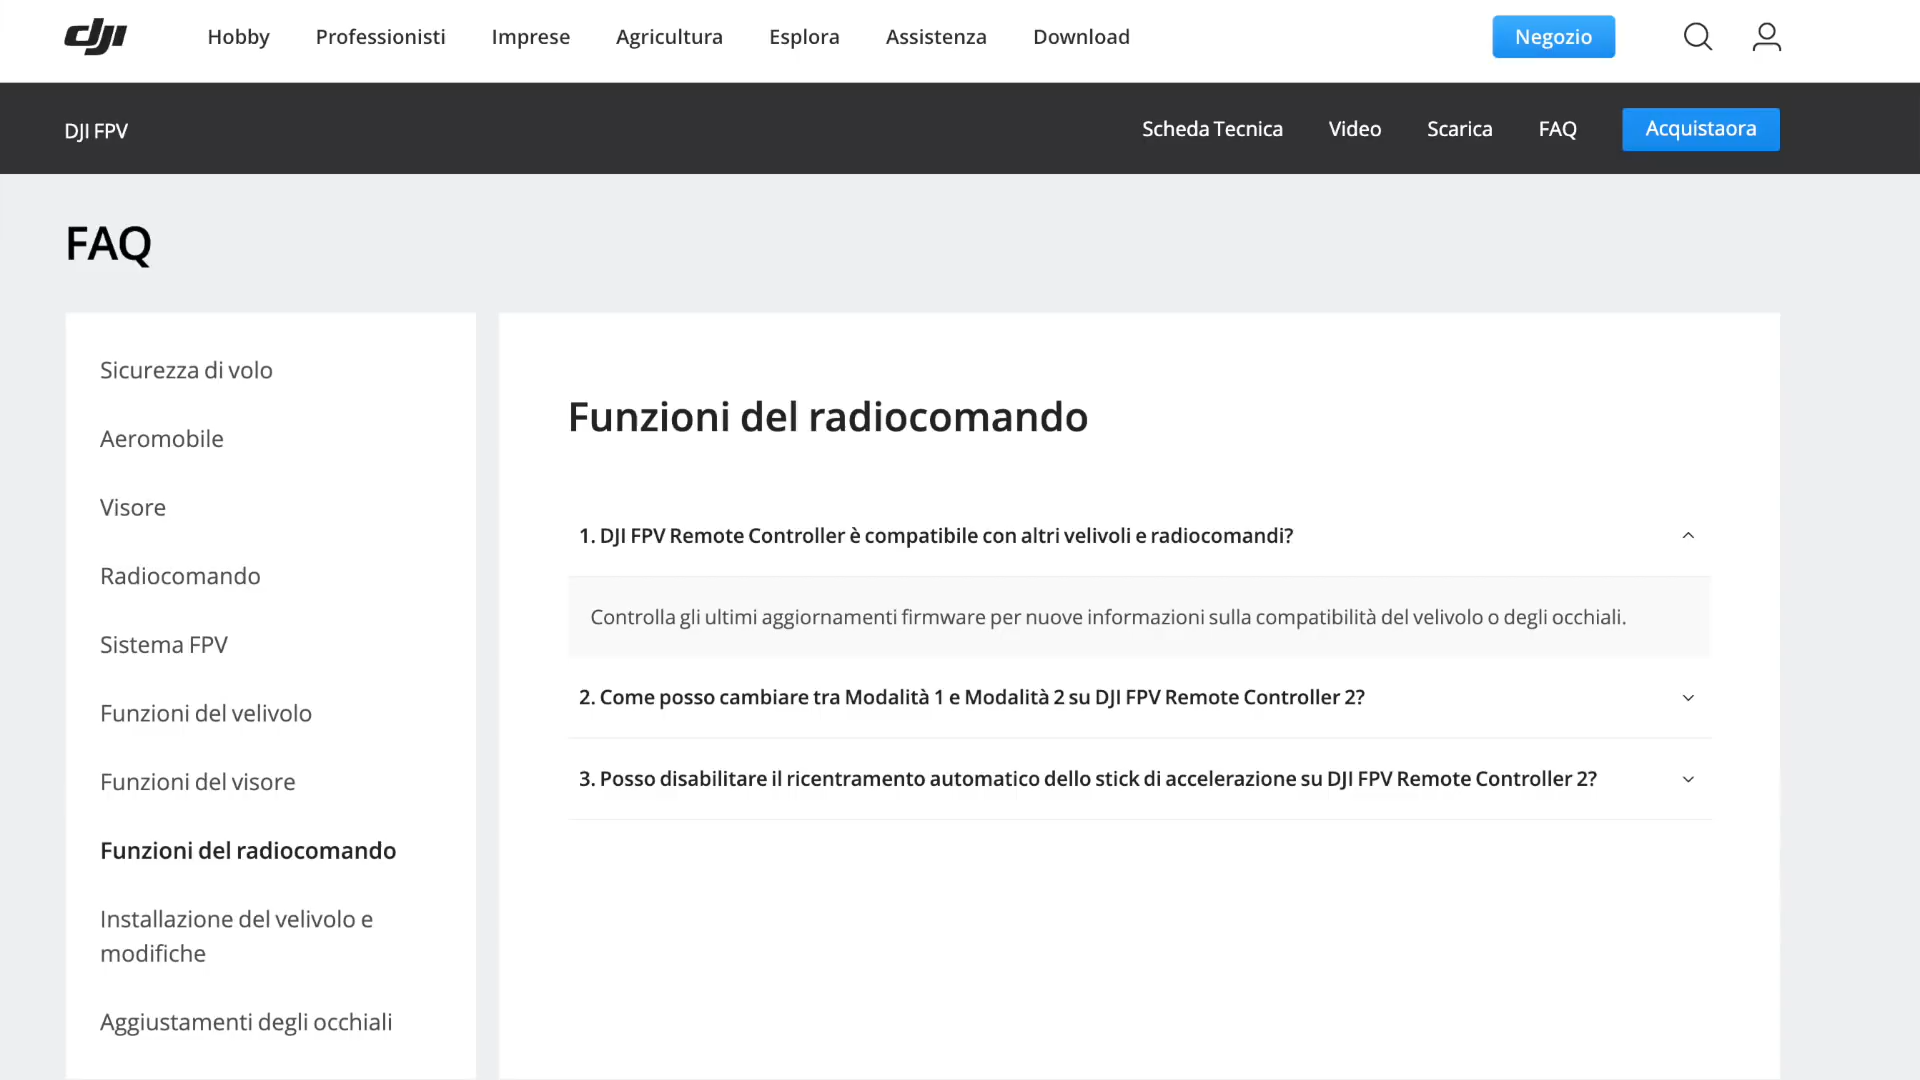 dji
Hobby
Professionisti
Imprese
Agricultura
Esplora
Assistenza
Download
Negozio
DJI FPV
Scheda Tecnica
Video
Scarica
FAQ
Acquistaora
FAQ
Sicurezza di volo
Aeromobile
Visore
Radiocomando
Sistema FPV
Funzioni del velivolo
Funzioni del visore
Funzioni del radiocomando
Installazione del velivolo e
modifiche
Aggiustamenti degli occhiali
Funzioni del radiocomando
1. DJI FPV Remote Controller è compatibile con altri velivoli e radiocomandi?
Controlla gli ultimi aggiornamenti firmware per nuove informazioni sulla compatibilità del velivolo o degli occhiali.
2. Come posso cambiare tra Modalità 1 e Modalità 2 su DJI FPV Remote Controller 2?
3. Posso disabilitare il ricentramento automatico dello stick di accelerazione su DJI FPV Remote Controller 2?